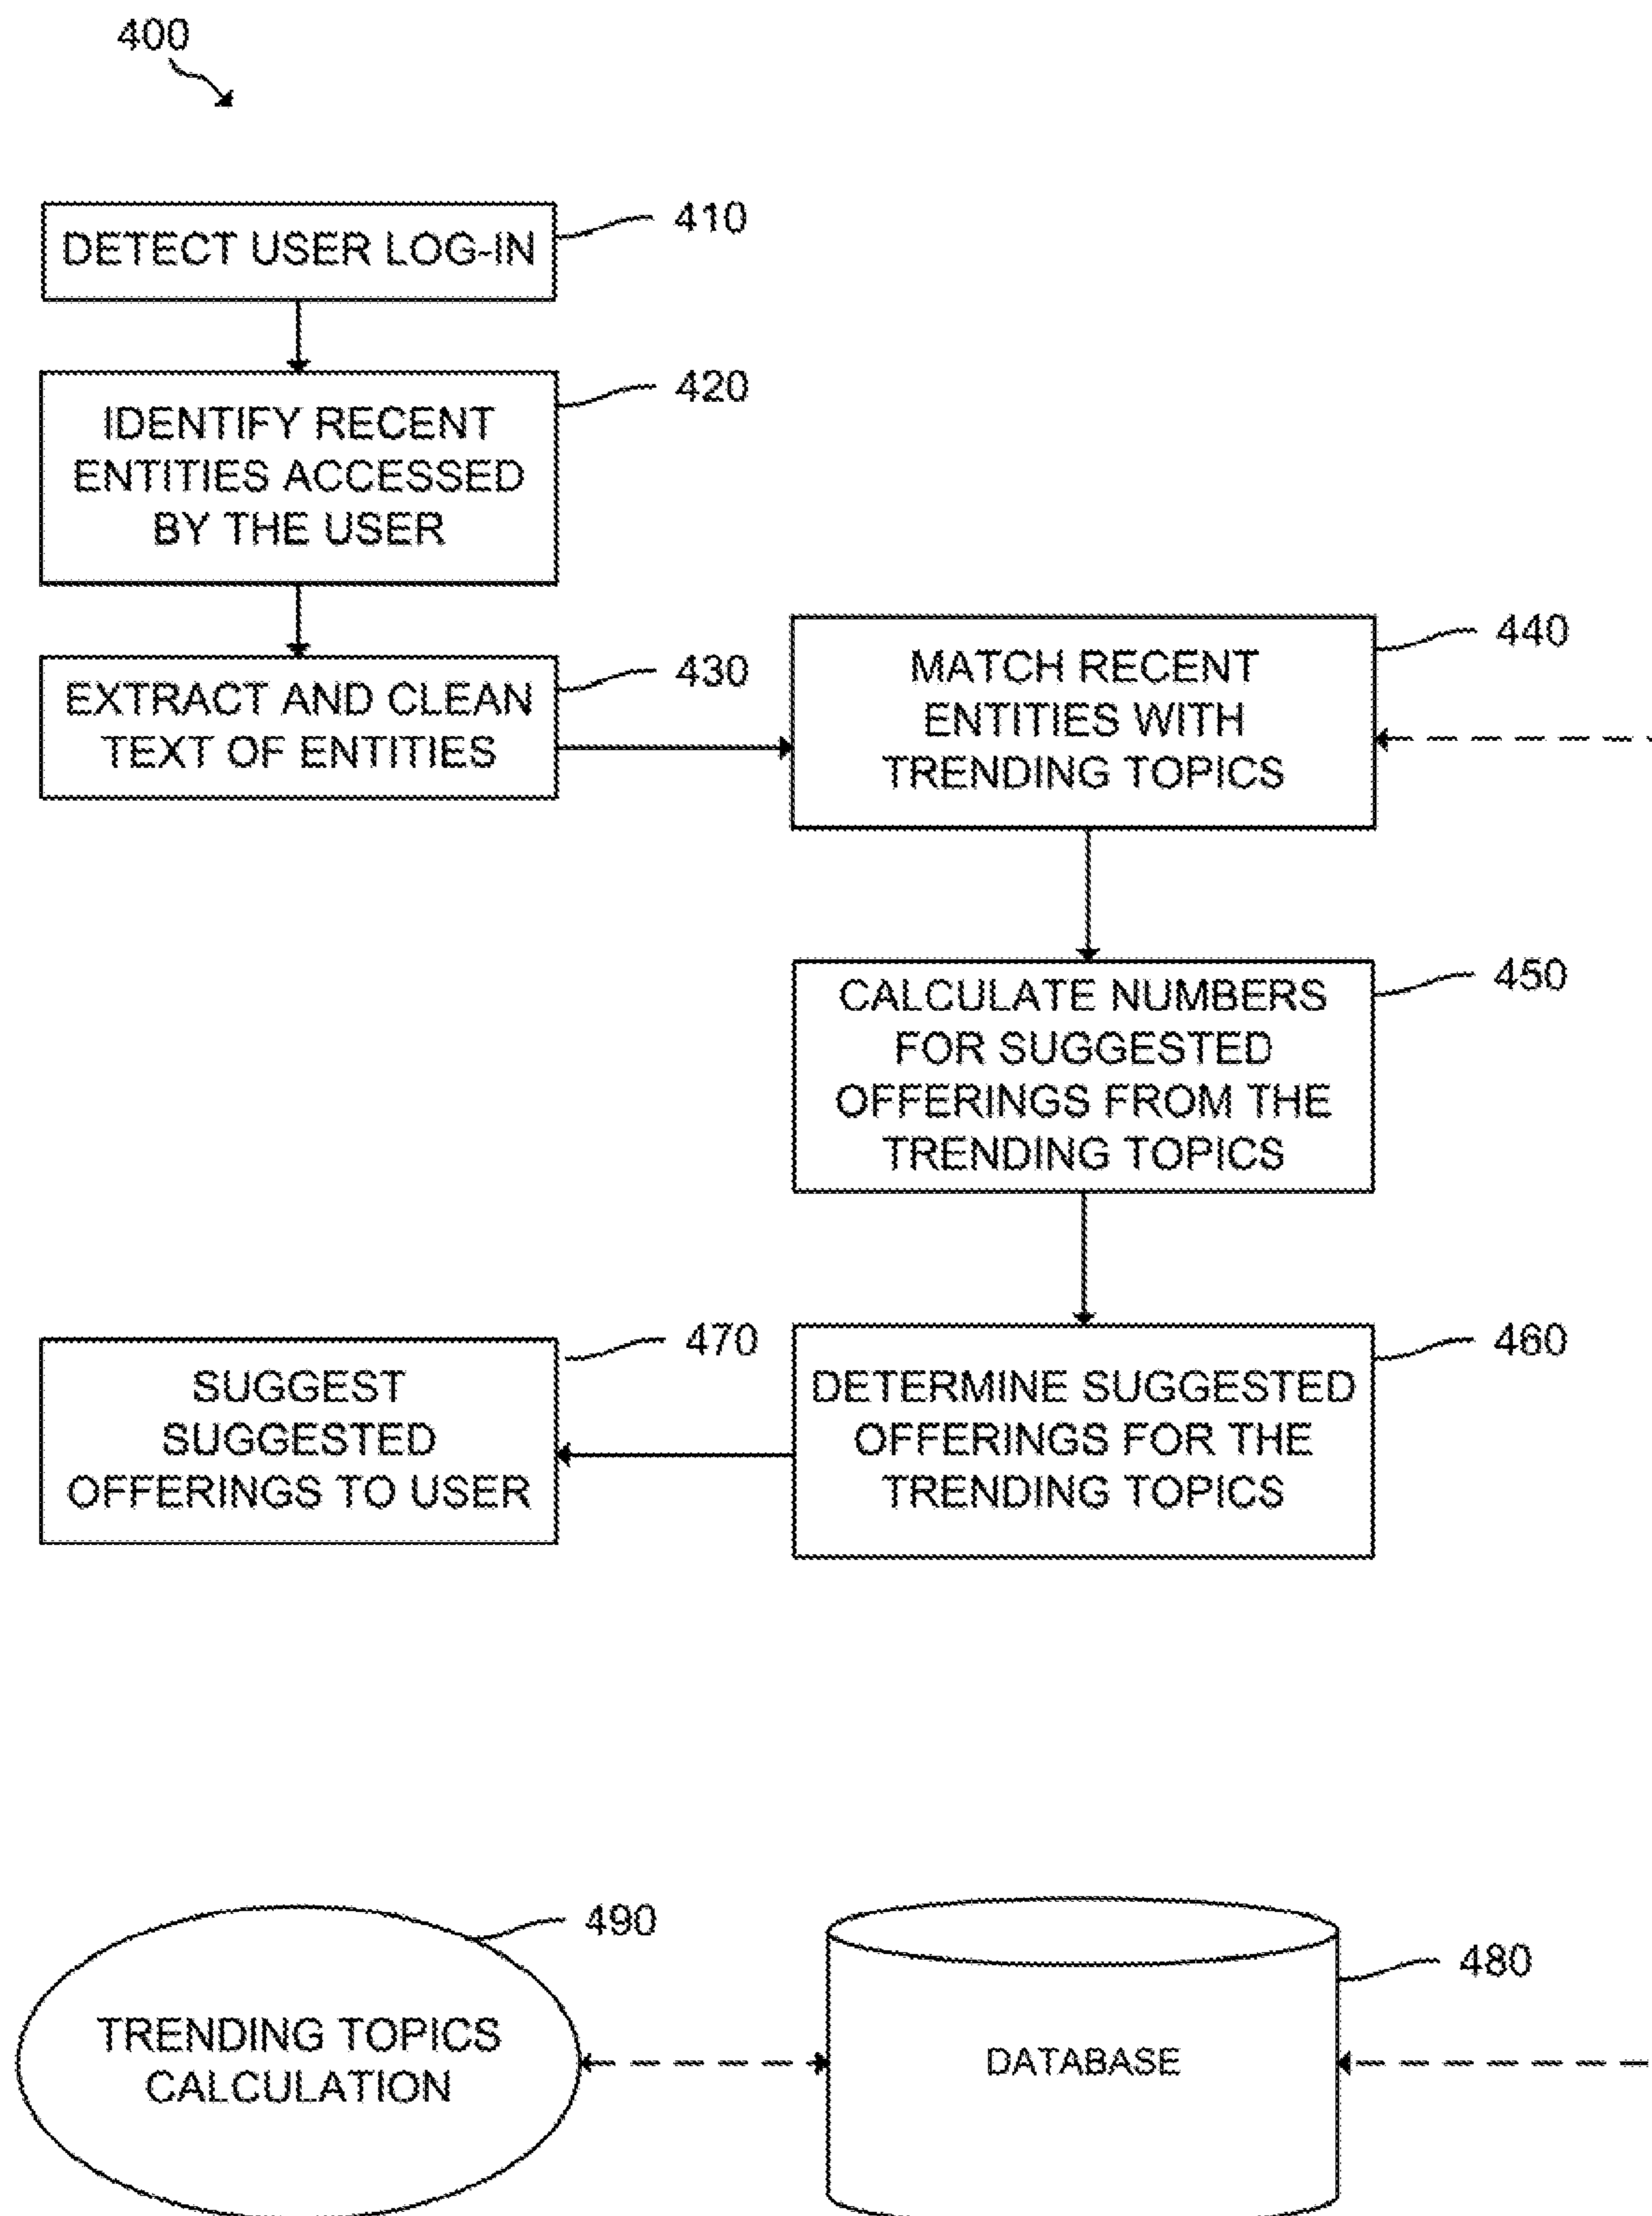 400
DETECT USER LOG-IN
410
IDENTIFY RECENT
ENTITIES ACCESSED
BY THE USER
420
EXTRACT AND CLEAN
TEXT OF ENTITIES
430
MATCH RECENT
ENTITIES WITH
TRENDING TOPICS
440
CALCULATE NUMBERS
FOR SUGGESTED
OFFERINGS FROM THE
TRENDING TOPICS
450
DETERMINE SUGGESTED
OFFERINGS FOR THE
TRENDING TOPICS
460
SUGGEST
SUGGESTED
OFFERINGS TO USER
470
TRENDING TOPICS
CALCULATION
490
DATABASE
480